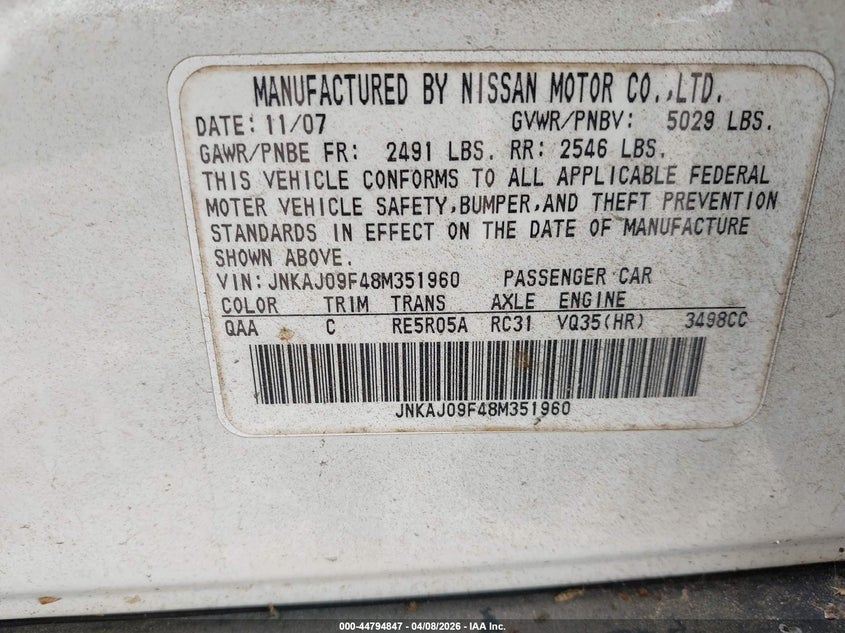 MANUFACTURED BY NISSAN MOTOR CO.,LTD.
DATE: 11/07 GVWR/PNBV: 5029 LBS.
GAWR/PNBE FR: 2491 LBS. RR: 2546 LBS.
THIS VEHICLE CONFORMS TO ALL APPLICABLE FEDERAL
MOTER VEHICLE SAFETY,BUMPER,AND THEFT PREVENTION
STANDARDS IN EFFECT ON THE DATE OF MANUFACTURE
SHOWN ABOVE.
VIN:JNKAJ09F48M351960 PASSENGER CAR
COLOR TRIM TRANS AXLE ENGINE
QAA C RE5R05A RC31 VQ35(HR) 3498CC
JNKAJ09F48M351960
000-44794847 - 04/08/2026 - IAA Inc.